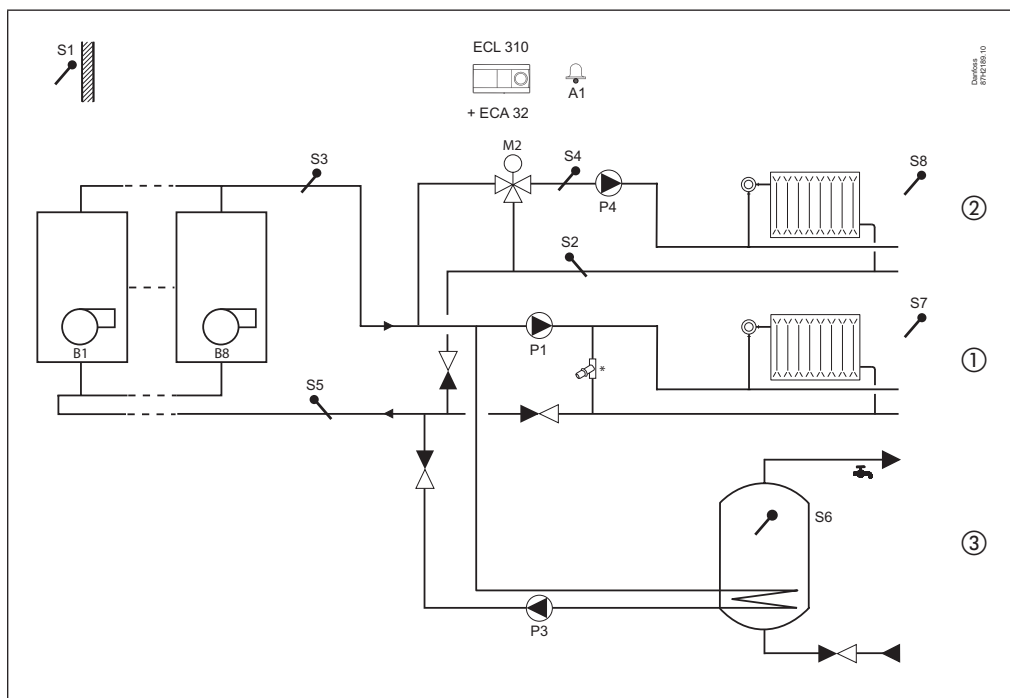 S1
ECL 310
A1
+ ECA 32
Danfoss
87H2189.10
M2
S3
S4
S8
P4
②
S2
S7
B1
B8
P1
*
①
S5
S6
③
P3